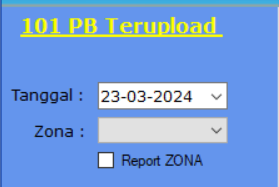 101 PB Terupload
Tanggal : 23-03-2024
Zona :
Report ZONA